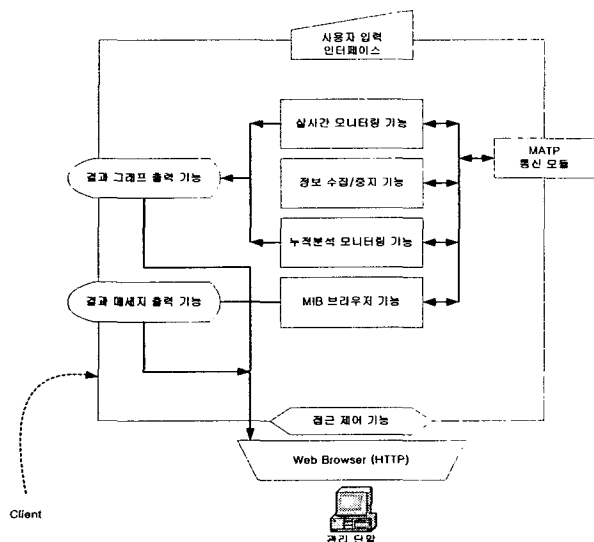 사용자 입력
인터페이스
실시간 모니터링 기능
MATP
통신 모듈
결과 그래프 출력 기능
정보 수집/중지 기능
누적분석 모니터링 기능
결과 메세지 출력 기능
MIB 브라우저 기능
접근 제어 기능
Web Browser (HTTP)
Client
관리 단말